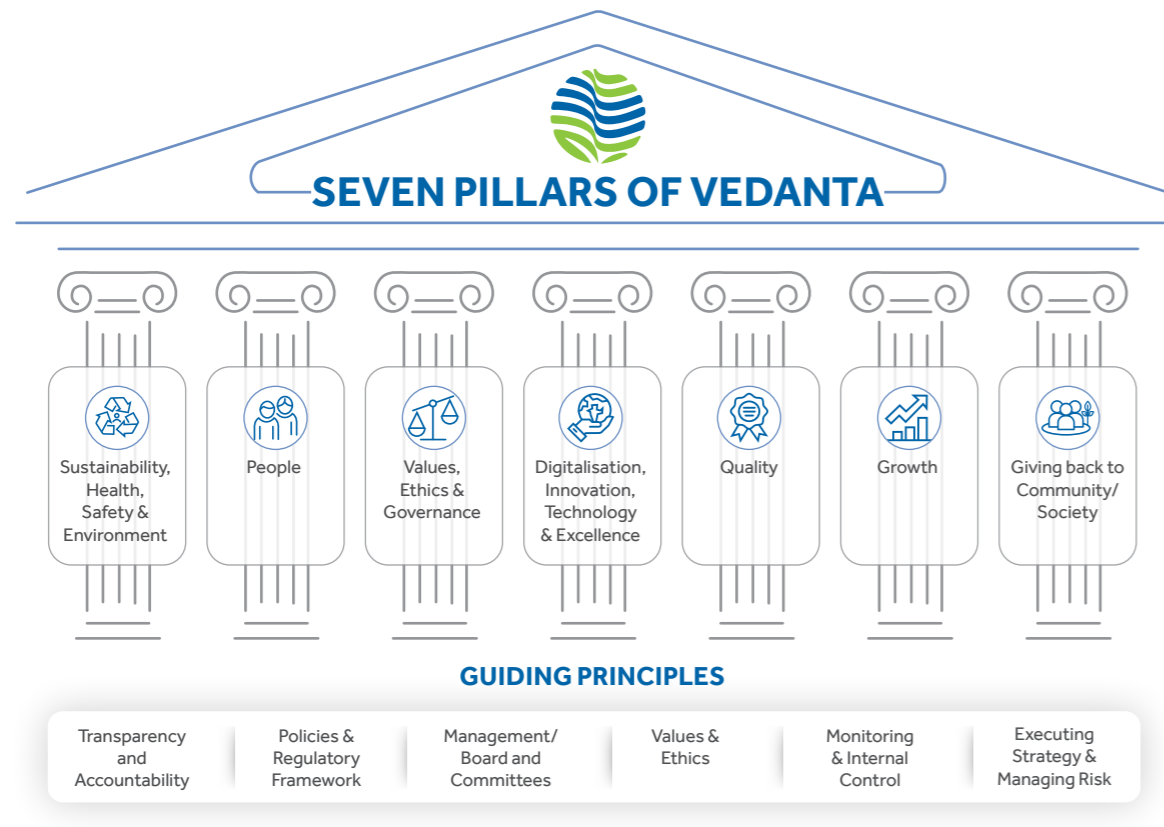 SEVEN PILLARS OF VEDANTA
Sustainability,
Health,
Safety &
Environment
People
Values,
Ethics &
Governance
Digitalisation,
Innovation,
Technology
& Excellence
Quality
Growth
Giving back to
Community/
Society
GUIDING PRINCIPLES
Transparency
and
Accountability
Policies &
Regulatory
Framework
Management/
Board and
Committees
Values &
Ethics
Monitoring
& Internal
Control
Executing
Strategy &
Managing Risk